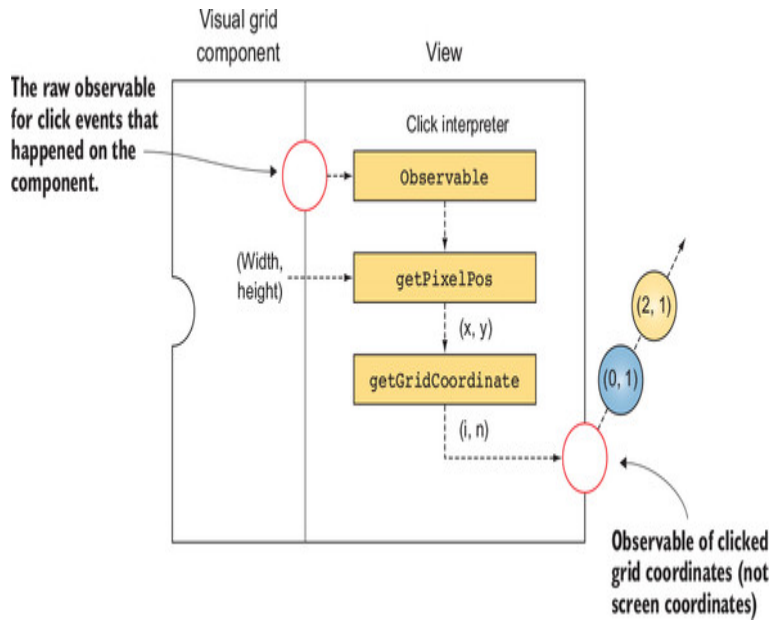 Visual grid
component
View
The raw observable
for click events that
happened on the
component.
Click interpreter
Observable
(Width,
height)
getPixelPos
(x, y)
getGridCoordinate
(i, n)
(2, 1)
(0, 1)
Observable of clicked
grid coordinates (not
screen coordinates)